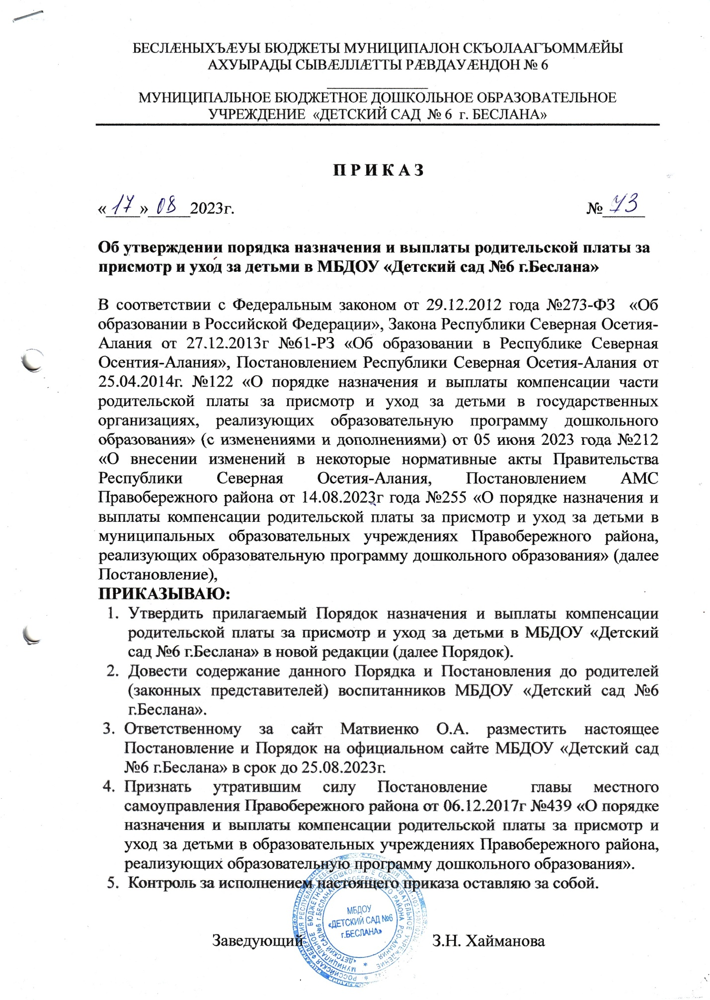 БЕСЛÆНЫХЪÆУЫ БЮДЖЕТЫ МУНИЦИПАЛОН СКЪОЛААГЪОММÆЙЫ
АХУЫРАДЫ СЫВÆЛЛÆТТЫ РÆВДАУÆНДОН № 6
МУНИЦИПАЛЬНОЕ БЮДЖЕТНОЕ ДОШКОЛЬНОЕ ОБРАЗОВАТЕЛЬНОЕ
УЧРЕЖДЕНИЕ «ДЕТСКИЙ САД № 6 г. БЕСЛАНА»
П Р И К А З
«17» 08 2023г. № 73
Об утверждении порядка назначения и выплаты родительской платы за
присмотр и уход за детьми в МБДОУ «Детский сад №6 г.Беслана»
В соответствии с Федеральным законом от 29.12.2012 года №273-ФЗ «Об
образовании в Российской Федерации», Закона Республики Северная Осетия-
Алания от 27.12.2013г №61-РЗ «Об образовании в Республике Северная
Осентия-Алания», Постановлением Республики Северная Осетия-Алания от
25.04.2014г. №122 «О порядке назначения и выплаты компенсации части
родительской платы за присмотр и уход за детьми в государственных
организациях, реализующих образовательную программу дошкольного
образования» (с изменениями и дополнениями) от 05 июня 2023 года №212
«О внесении изменений в некоторые нормативные акты Правительства
Республики Северная Осетия-Алания, Постановлением АМС
Правобережного района от 14.08.2023г года №255 «О порядке назначения и
выплаты компенсации родительской платы за присмотр и уход за детьми в
муниципальных образовательных учреждениях Правобережного района,
реализующих образовательную программу дошкольного образования» (далее
Постановление),
ПРИКАЗЫВАЮ:
1. Утвердить прилагаемый Порядок назначения и выплаты компенсации
родительской платы за присмотр и уход за детьми в МБДОУ «Детский
сад №6 г.Беслана» в новой редакции (далее Порядок).
2. Довести содержание данного Порядка и Постановления до родителей
(законных представителей) воспитанников МБДОУ «Детский сад №6
г.Беслана».
3. Ответственному за сайт Матвиенко О.А. разместить настоящее
Постановление и Порядок на официальном сайте МБДОУ «Детский сад
№6 г.Беслана» в срок до 25.08.2023г.
4. Признать утратившим силу Постановление главы местного
самоуправления Правобережного района от 06.12.2017г №439 «О порядке
назначения и выплаты компенсации родительской платы за присмотр и
уход за детьми в образовательных учреждениях Правобережного района,
реализующих образовательную программу дошкольного образования».
5. Контроль за исполнением настоящего приказа оставляю за собой.
МБДОУ
«ДЕТСКИЙ САД №6
г.БЕСЛАНА»
Заведующий З.Н. Хайманова